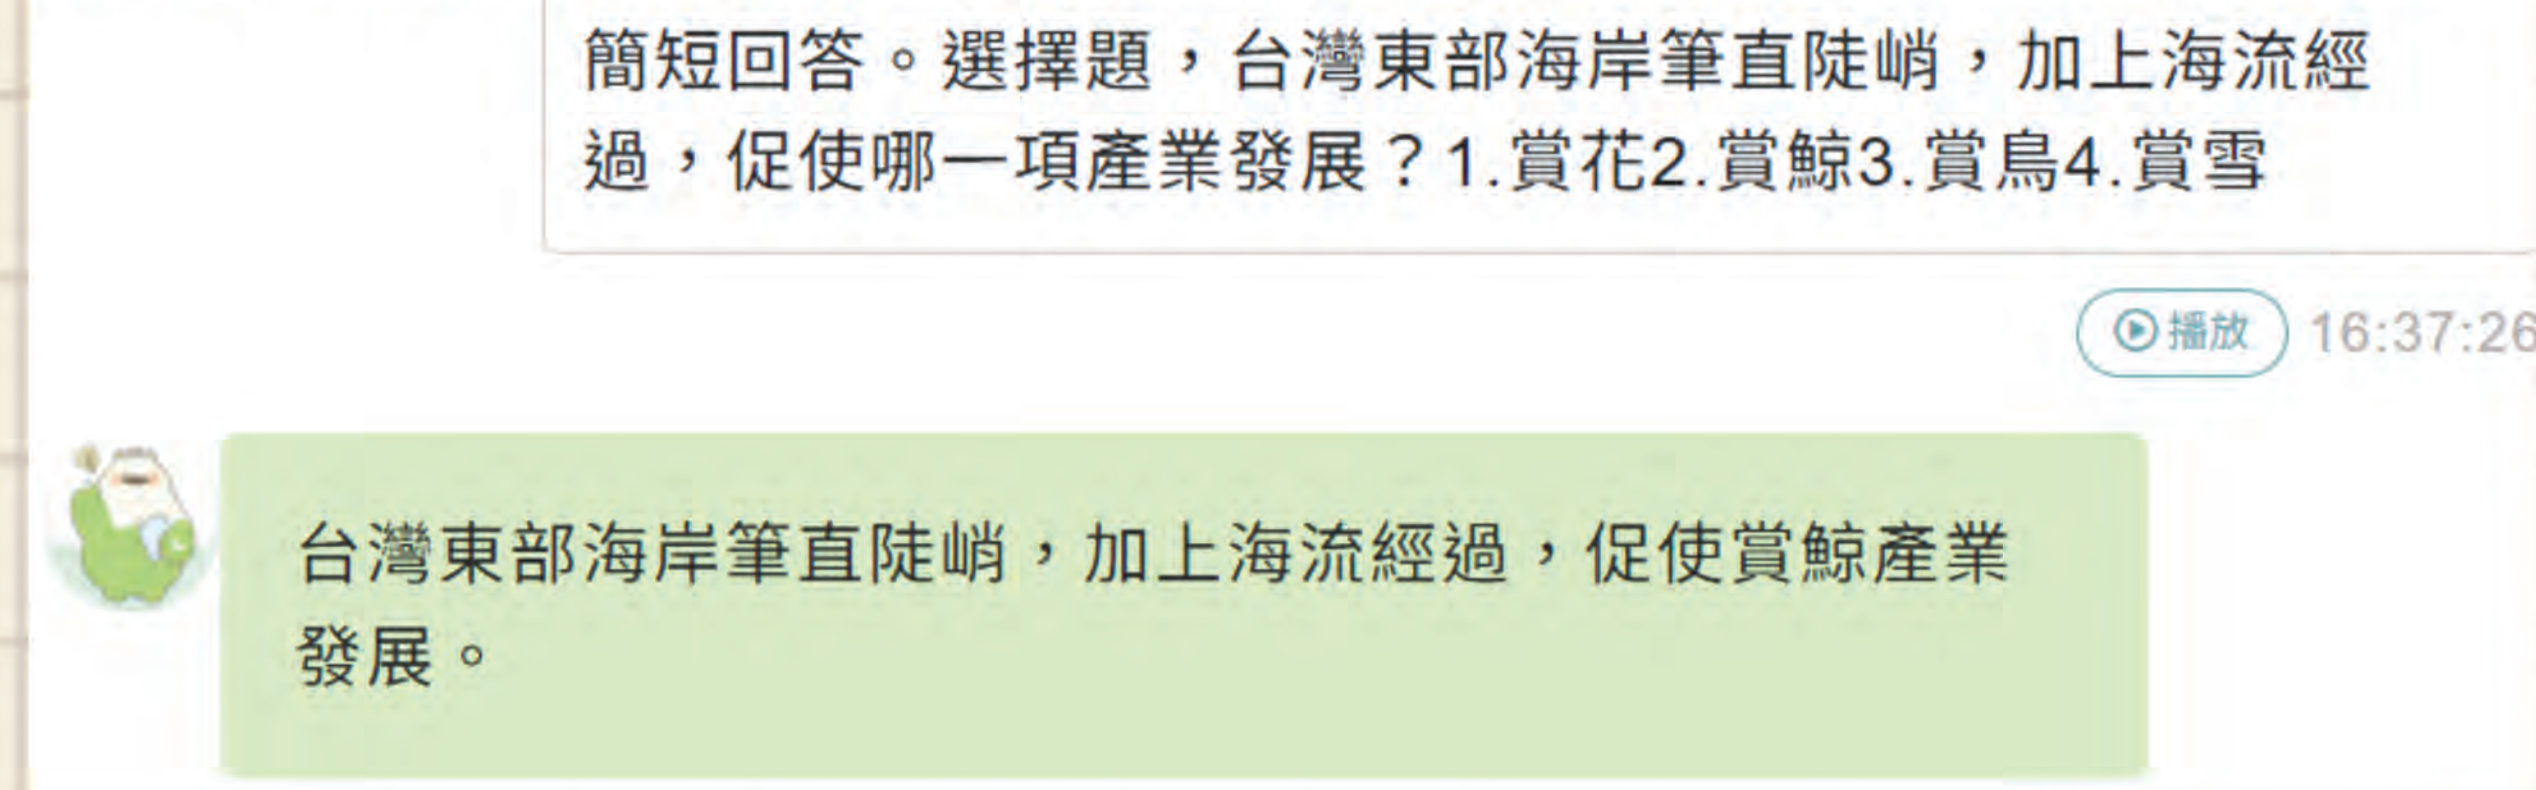 簡短回答。選擇題，台灣東部海岸筆直陡峭，加上海流經
過，促使哪一項產業發展？1.賞花2.賞鯨3.賞鳥4.賞雪
播放 16:37:26
台灣東部海岸筆直陡峭，加上海流經過，促使賞鯨產業
發展。